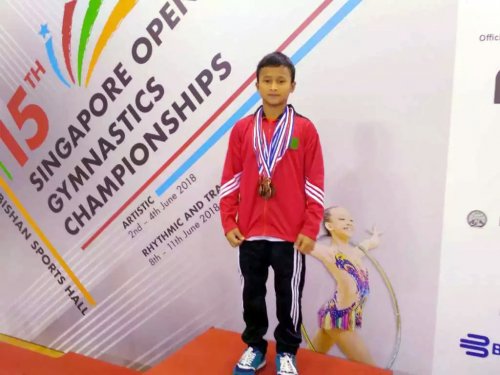 15TH
SINGAPORE OPEN
GYMNASTICS
CHAMPIONSHIPS
BISHAN SPORTS HALL
ARTISTIC
2nd - 4th June 2018
RHYTHMIC AND TRA
8th - 11th June 2018
Offici